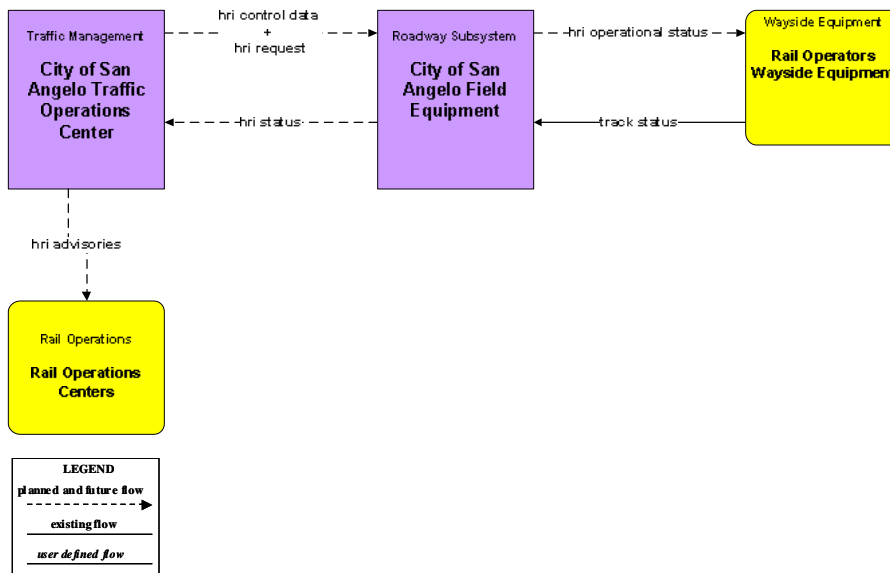 Traffic Management
City of San
Angelo Traffic
Operations
Center
hri control data
+
hri request
Roadway Subsystem
City of San
Angelo Field
Equipment
hri operational status
Wayside Equipment
Rail Operators
Wayside Equipment
hri status
track status
hri advisories
Rail Operations
Rail Operations
Centers
LEGEND
planned and future flow
existing flow
user defined flow